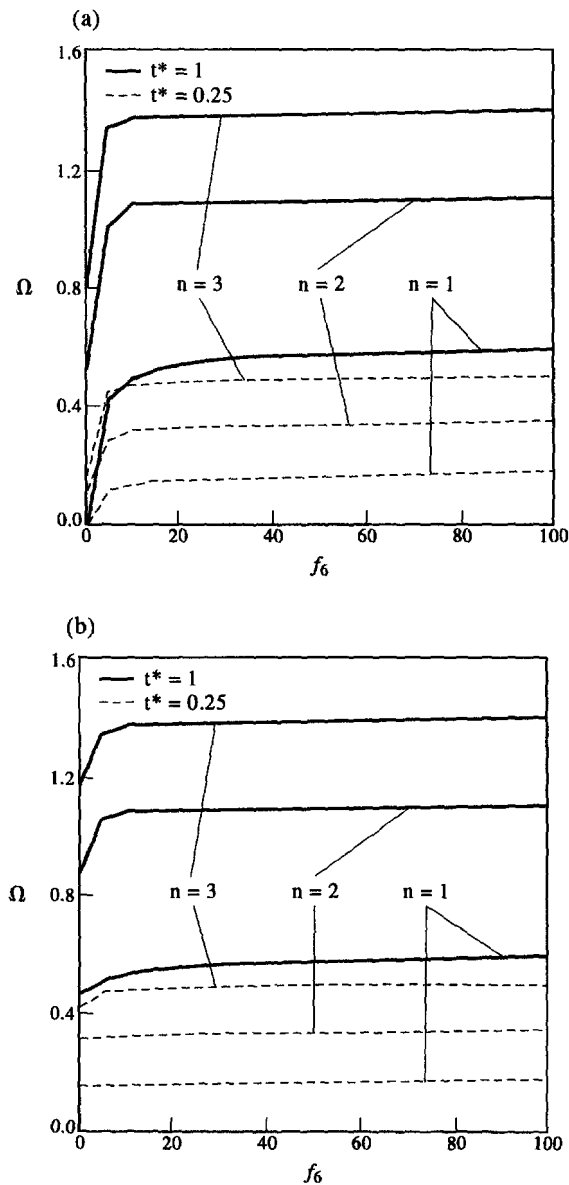 (a)
1.6
t* = 1
t* = 0.25
1.2
Ω
0.8
n = 3 n = 2 n = 1
0.4
0.0
0 20 40 60 80 100
f6
(b)
1.6
t* = 1
t* = 0.25
1.2
0.8
Ω
n = 3 n = 2 n = 1
0.4
0.0
0 20 40 60 80 100
f6